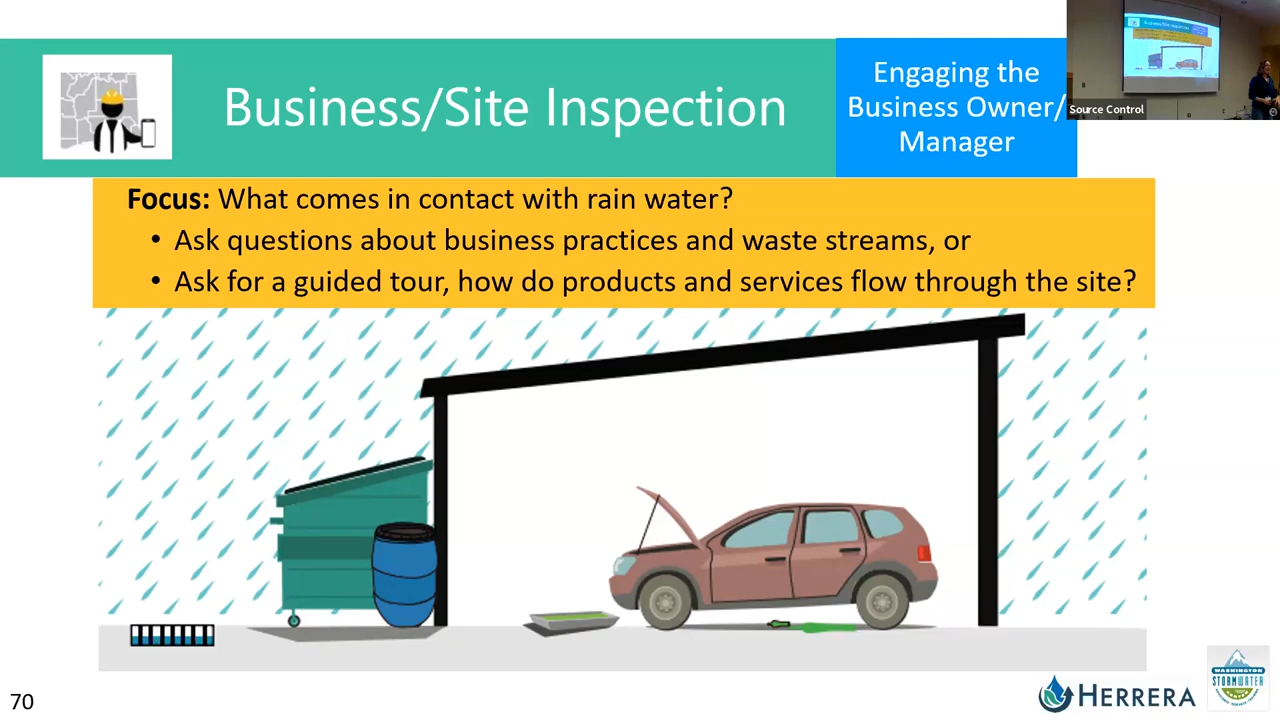 Business/Site Inspection
Engaging the
Business Owner/
Manager
Source Control
Focus: What comes in contact with rain water?
• Ask questions about business practices and waste streams, or
• Ask for a guided tour, how do products and services flow through the site?
70
HERRERA
WASHINGTON
STORMWATER
CENTER